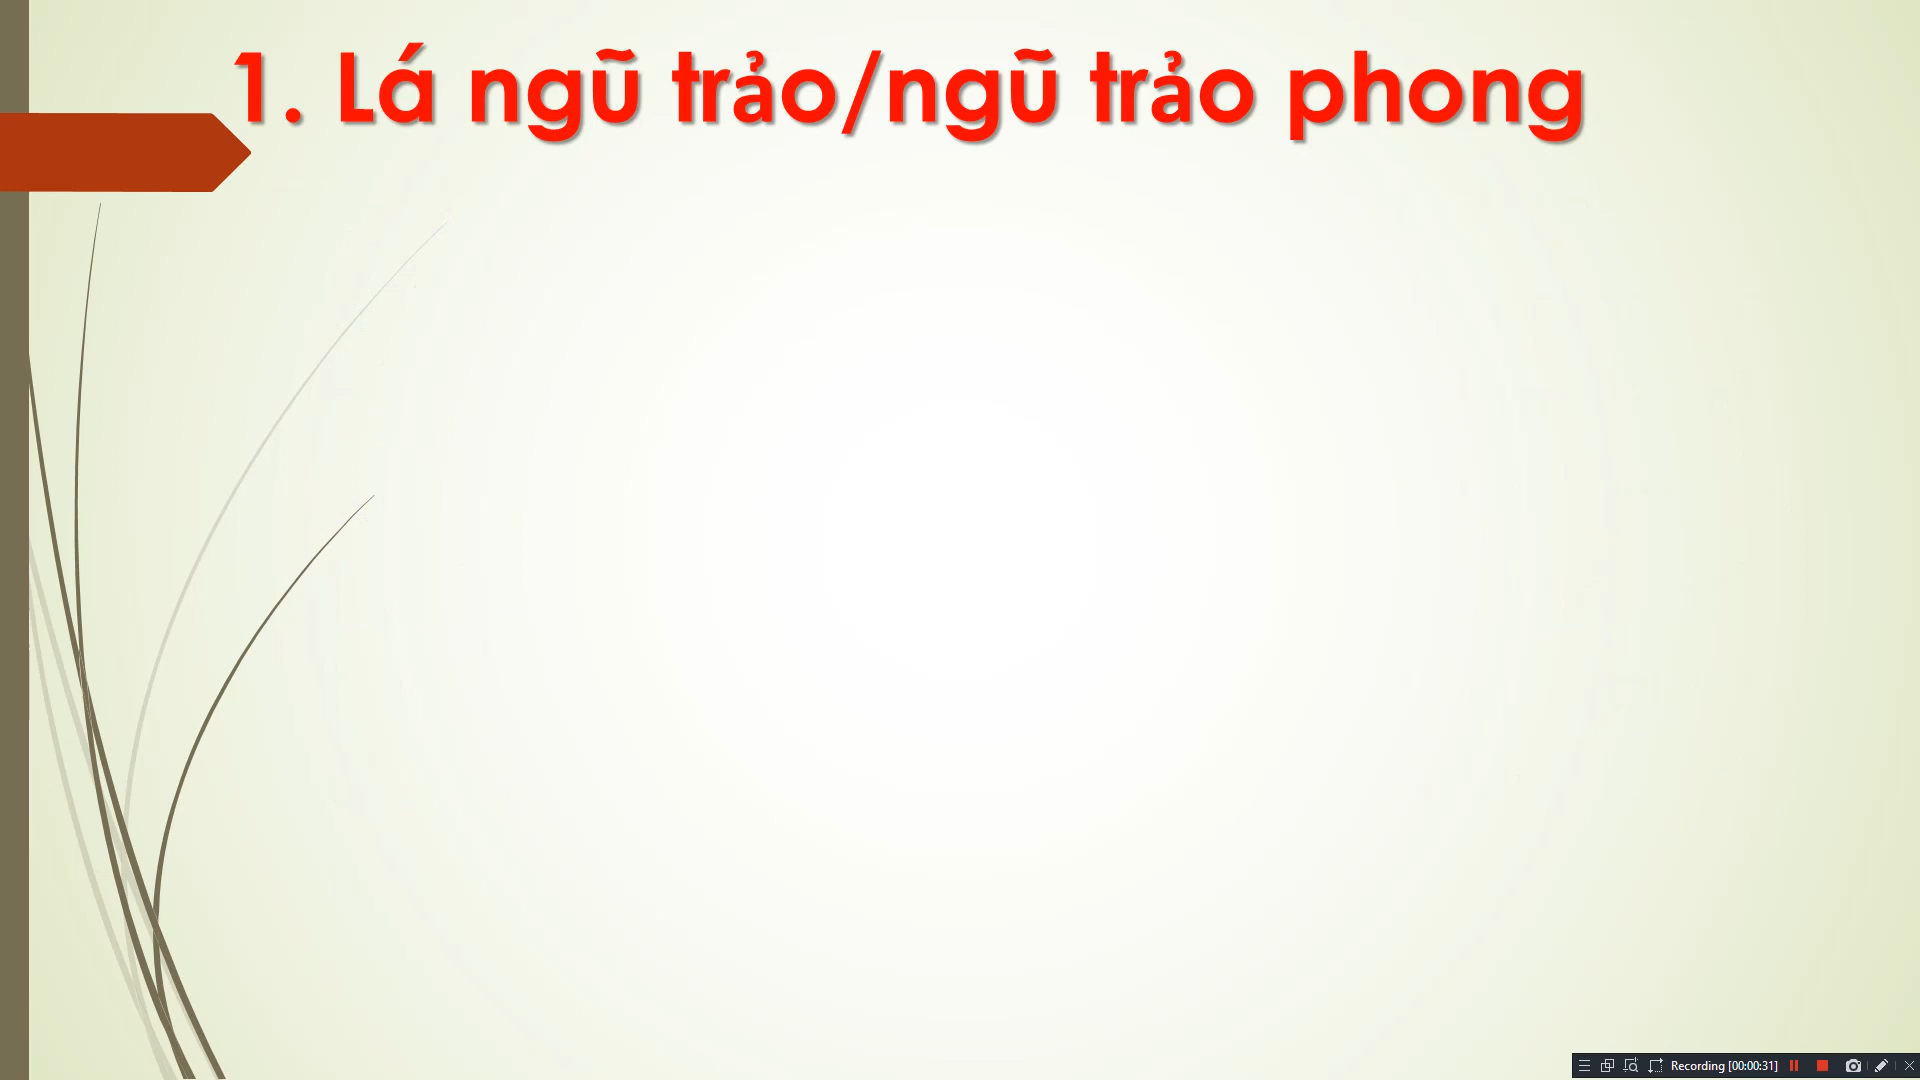 1. Lá ngũ trảo/ngũ trảo phong
Recording [00:00:31]